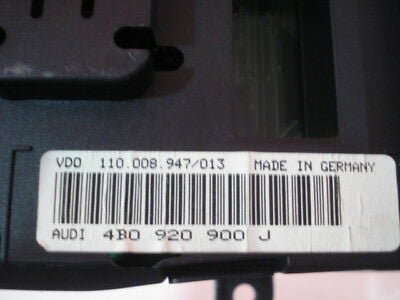 VDO 110.008.947/013 MADE IN GERMANY
AUDI 4B0 920 900 J